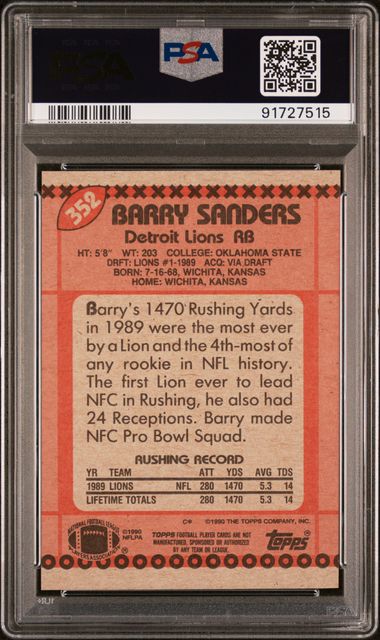 PSA
PSA
91727515
352
BARRY SANDERS
Detroit Lions RB
HT: 5'8" WT: 203 COLLEGE: OKLAHOMA STATE
DRFT: LIONS #1-1989 ACQ: VIA DRAFT
BORN: 7-16-68, WICHITA, KANSAS
HOME: WICHITA, KANSAS
Barry's 1470 Rushing Yards
in 1989 were the most ever
by a Lion and the 4th-most of
any rookie in NFL history.
The first Lion ever to lead
NFC in Rushing, he also had
24 Receptions. Barry made
NFC Pro Bowl Squad.
RUSHING RECORD
YR TEAM ATT YDS AVG TDS
1989 LIONS NFL 280 1470 5.3 14
LIFETIME TOTALS 280 1470 5.3 14
C* ©1990 THE TOPPS COMPANY, INC.
NATIONAL FOOTBALL LEAGUE
PLAYERS ASSOCIATION
©1990
NFLPA
TOPPS FOOTBALL PLAYER CARDS ARE NOT
MANUFACTURED, SPONSORED OR AUTHORIZED
BY ANY TEAM OR LEAGUE.
Topps